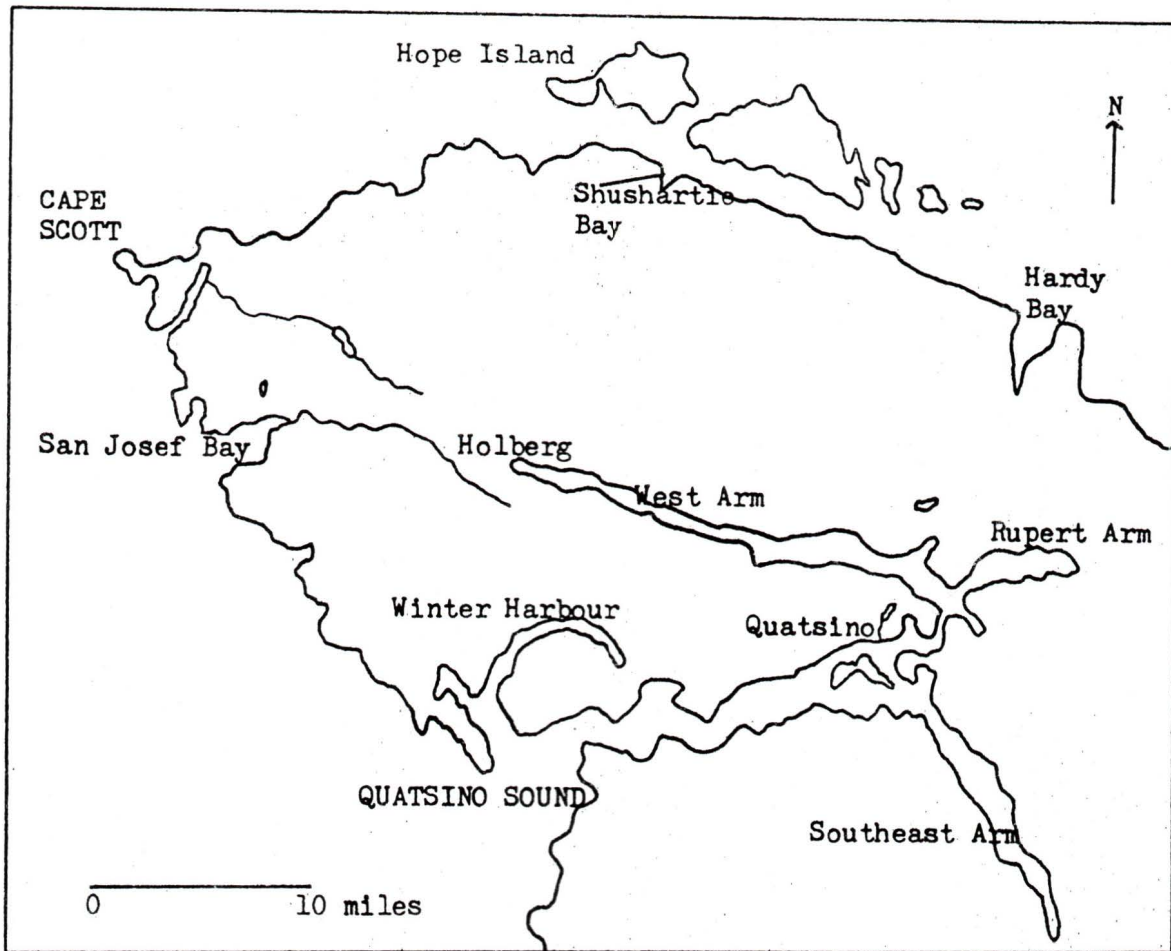 Hope Island
N
CAPE
SCOTT
Shushartie
Bay
Hardy
Bay
San Josef Bay
Holberg
West Arm
Rupert Arm
Winter Harbour
Quatsino
QUATSINO SOUND
Southeast Arm
0 10 miles